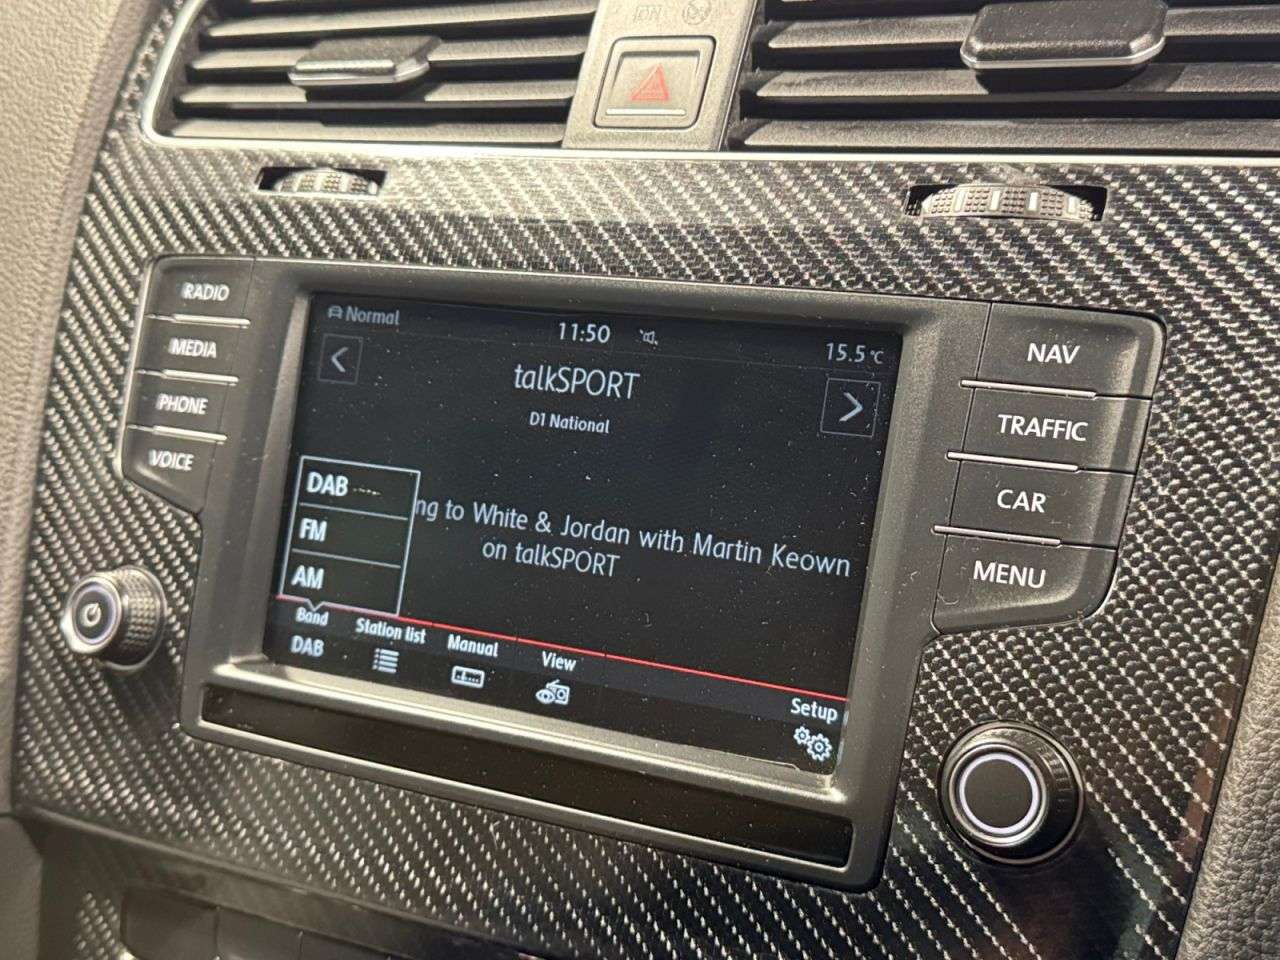 RADIO
MEDIA
PHONE
VOICE
Normal
11:50
15.5°C
talkSPORT
D1 National
DAB
FM
AM
ng to White & Jordan with Martin Keown
on talkSPORT
Band
DAB
Station list
Manual
View
Setup
NAV
TRAFFIC
CAR
MENU